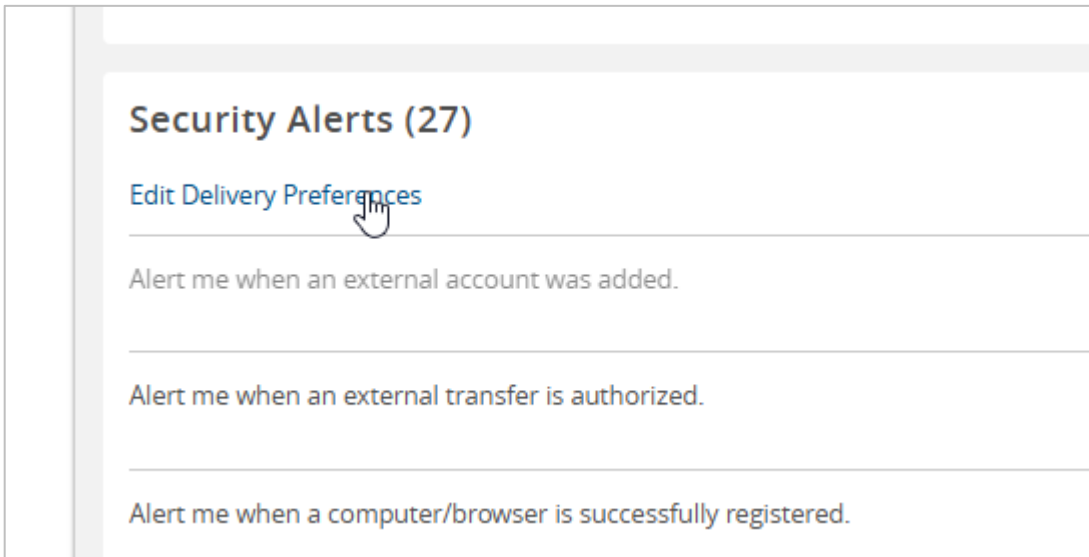 Security Alerts (27)
Edit Delivery Preferences
Alert me when an external account was added.
Alert me when an external transfer is authorized.
Alert me when a computer/browser is successfully registered.